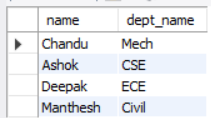 name dept_name
Chandu Mech
Ashok CSE
Deepak ECE
Manthesh Civil